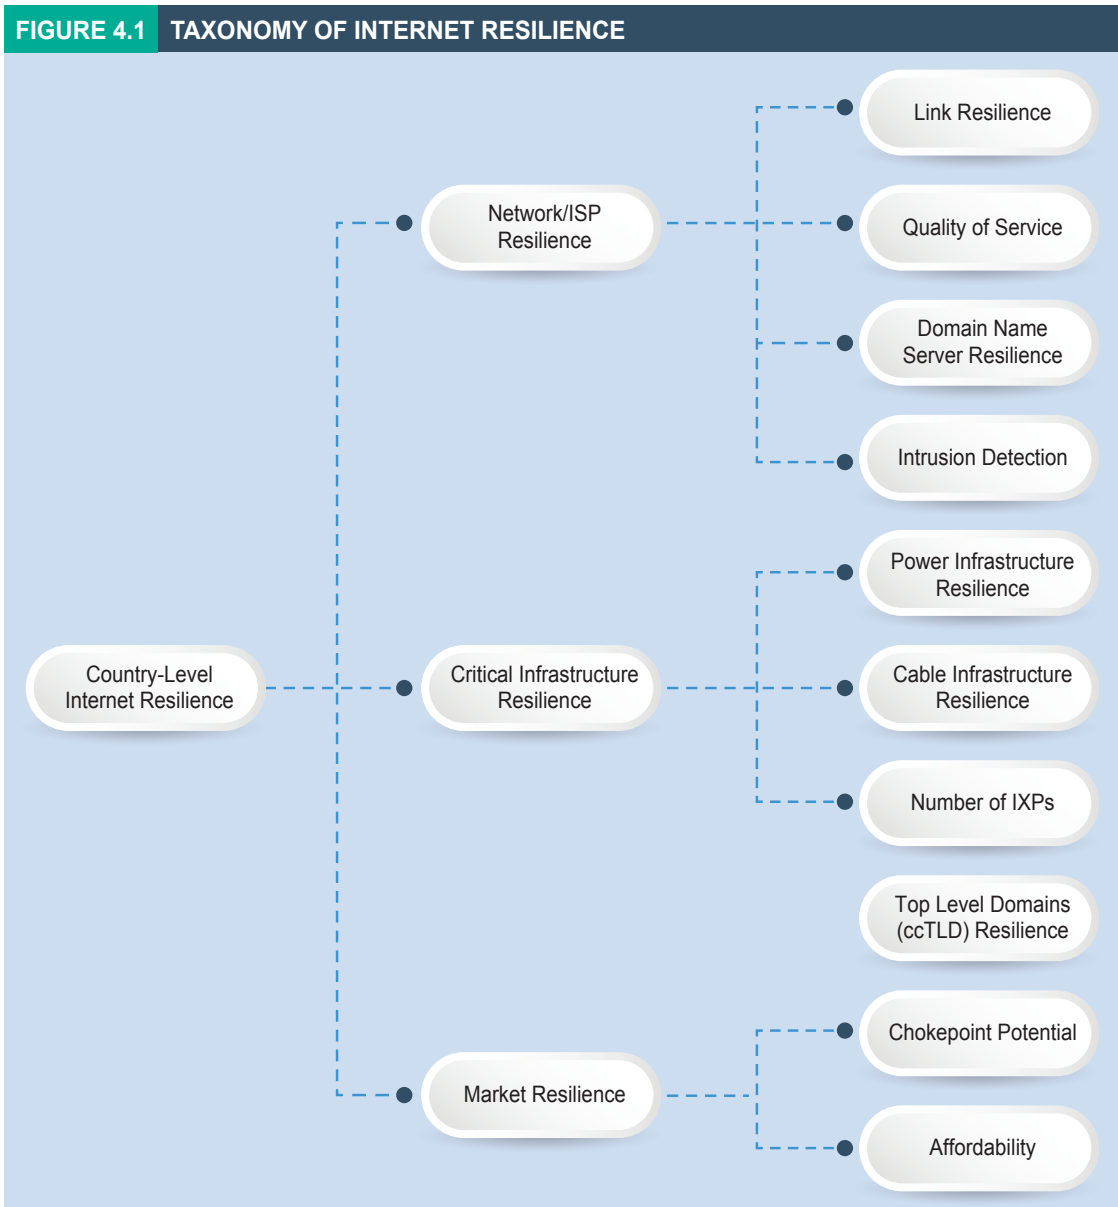 FIGURE 4.1 TAXONOMY OF INTERNET RESILIENCE
Country-Level
Internet Resilience
Network/ISP
Resilience
Link Resilience
Quality of Service
Domain Name
Server Resilience
Intrusion Detection
Critical Infrastructure
Resilience
Power Infrastructure
Resilience
Cable Infrastructure
Resilience
Number of IXPs
Top Level Domains
(ccTLD) Resilience
Market Resilience
Chokepoint Potential
Affordability